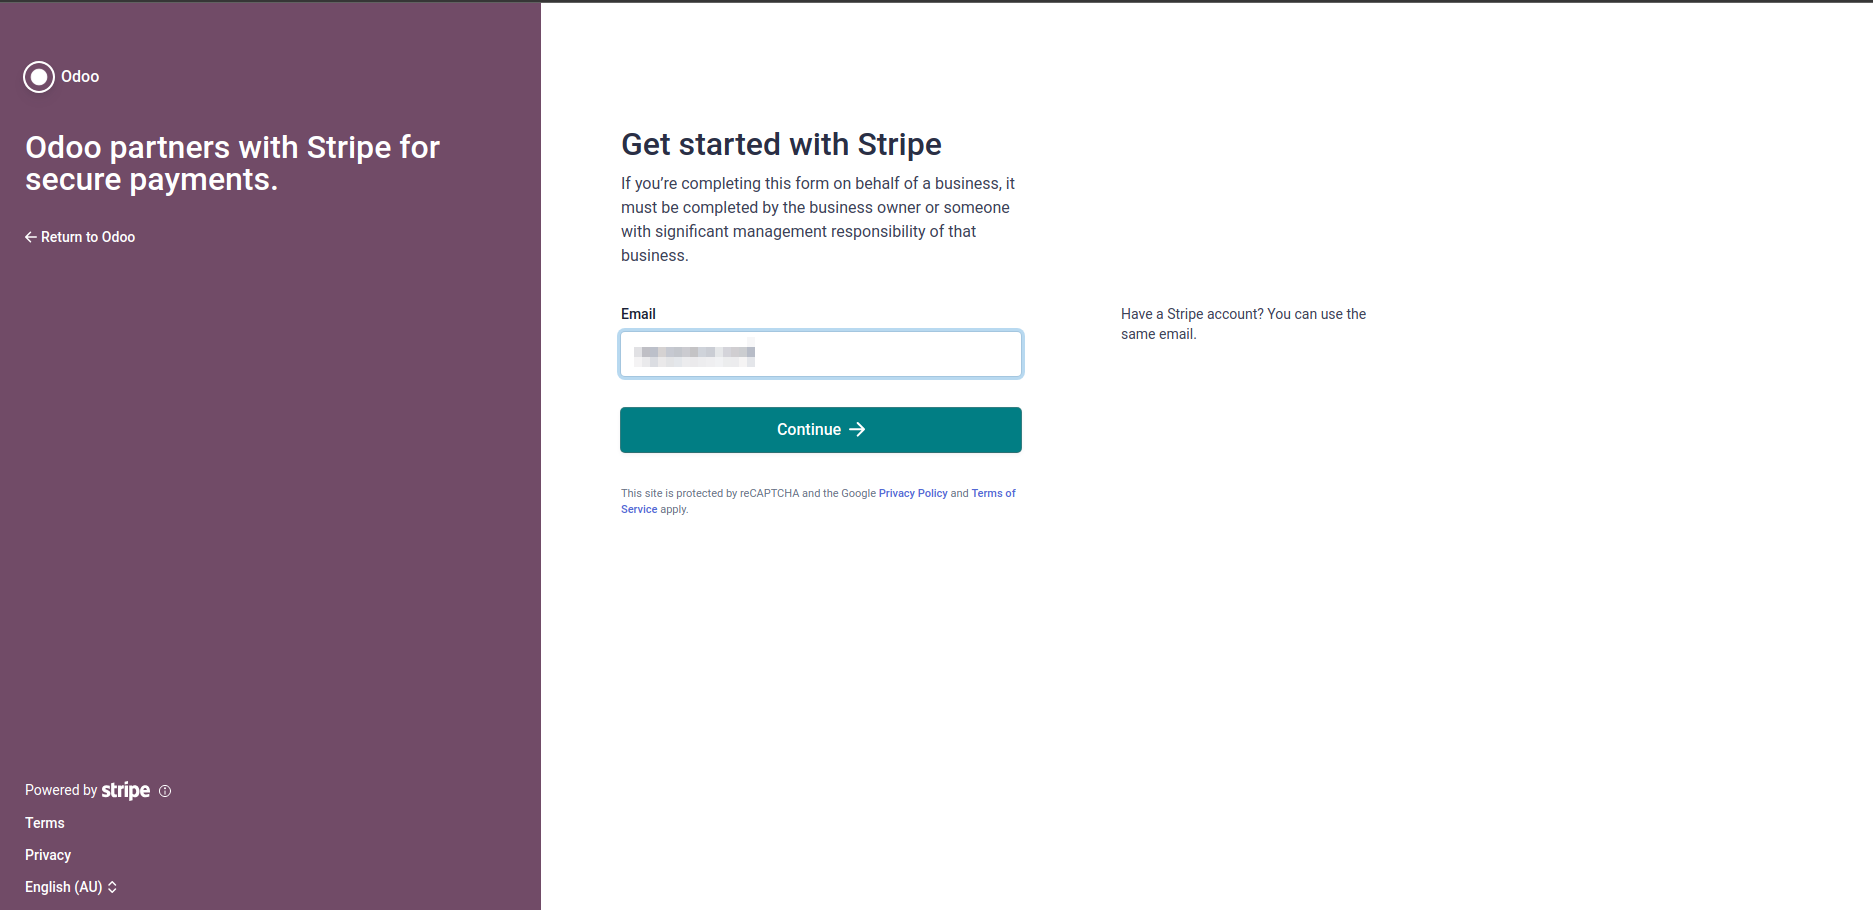 Odoo
Odoo partners with Stripe for
secure payments.
Return to Odoo
Powered by stripe
Terms
Privacy
English (AU)
Get started with Stripe
If you’re completing this form on behalf of a business, it
must be completed by the business owner or someone
with significant management responsibility of that
business.
Email
Continue
This site is protected by reCAPTCHA and the Google Privacy Policy and Terms of
Service apply.
Have a Stripe account? You can use the
same email.